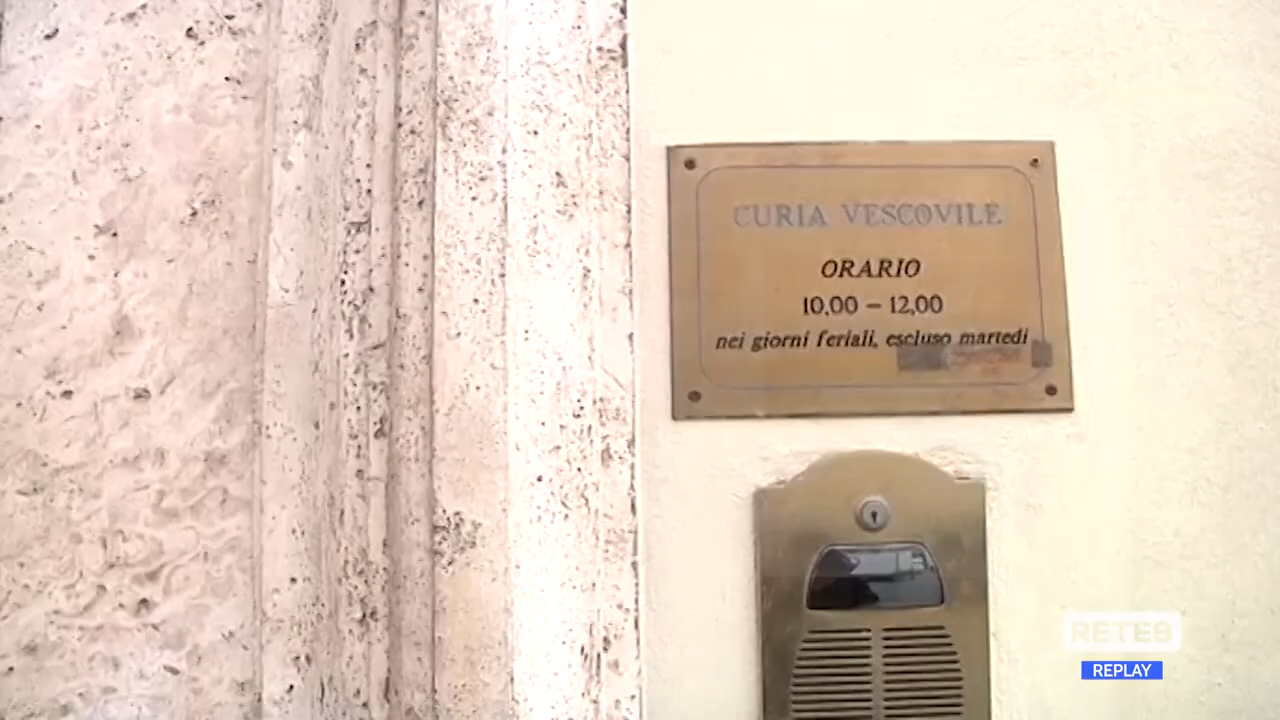 CURIA VESCOVILE
ORARIO
10,00 – 12,00
nei giorni feriali, escluso martedì
RETE8
REPLAY